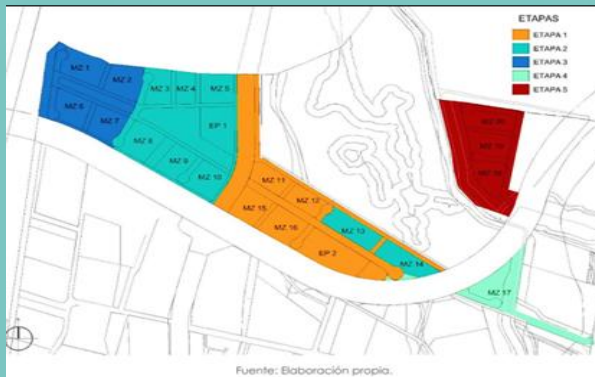 ETAPAS
ETAPA 1
ETAPA 2
ETAPA 3
ETAPA 4
ETAPA 5
MZ 1
MZ 2
MZ 3
MZ 4
MZ 5
MZ 6
MZ 7
MZ 8
EP 1
MZ 9
MZ 10
MZ 11
MZ 12
MZ 13
MZ 14
MZ 15
MZ 16
EP 2
MZ 17
Fuente: Elaboración propia.